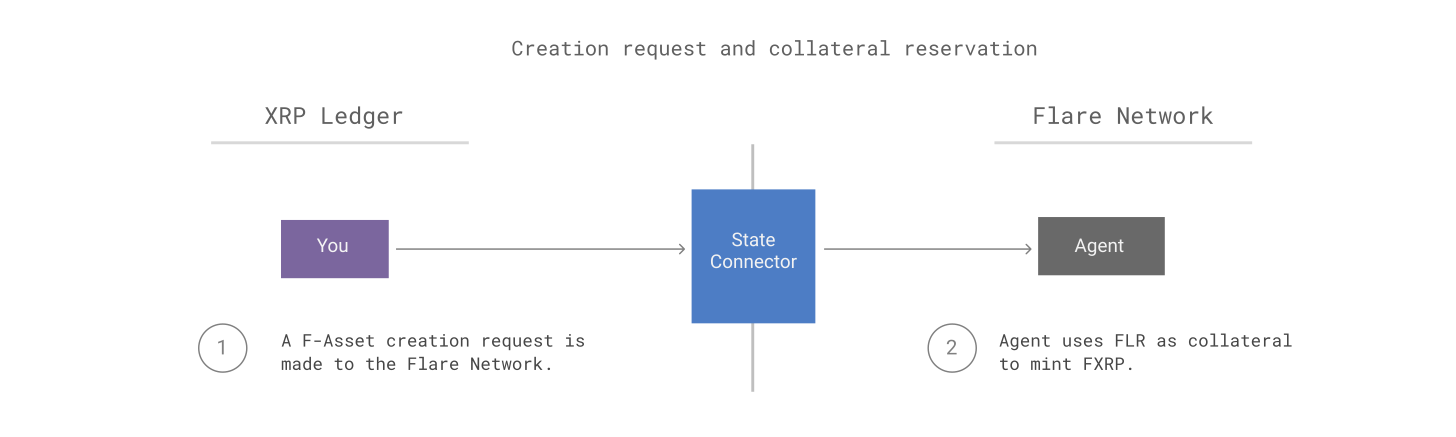 Creation request and collateral reservation
XRP Ledger
Flare Network
You
State
Connector
Agent
1
A F-Asset creation request is
made to the Flare Network.
2
Agent uses FLR as collateral
to mint FXRP.